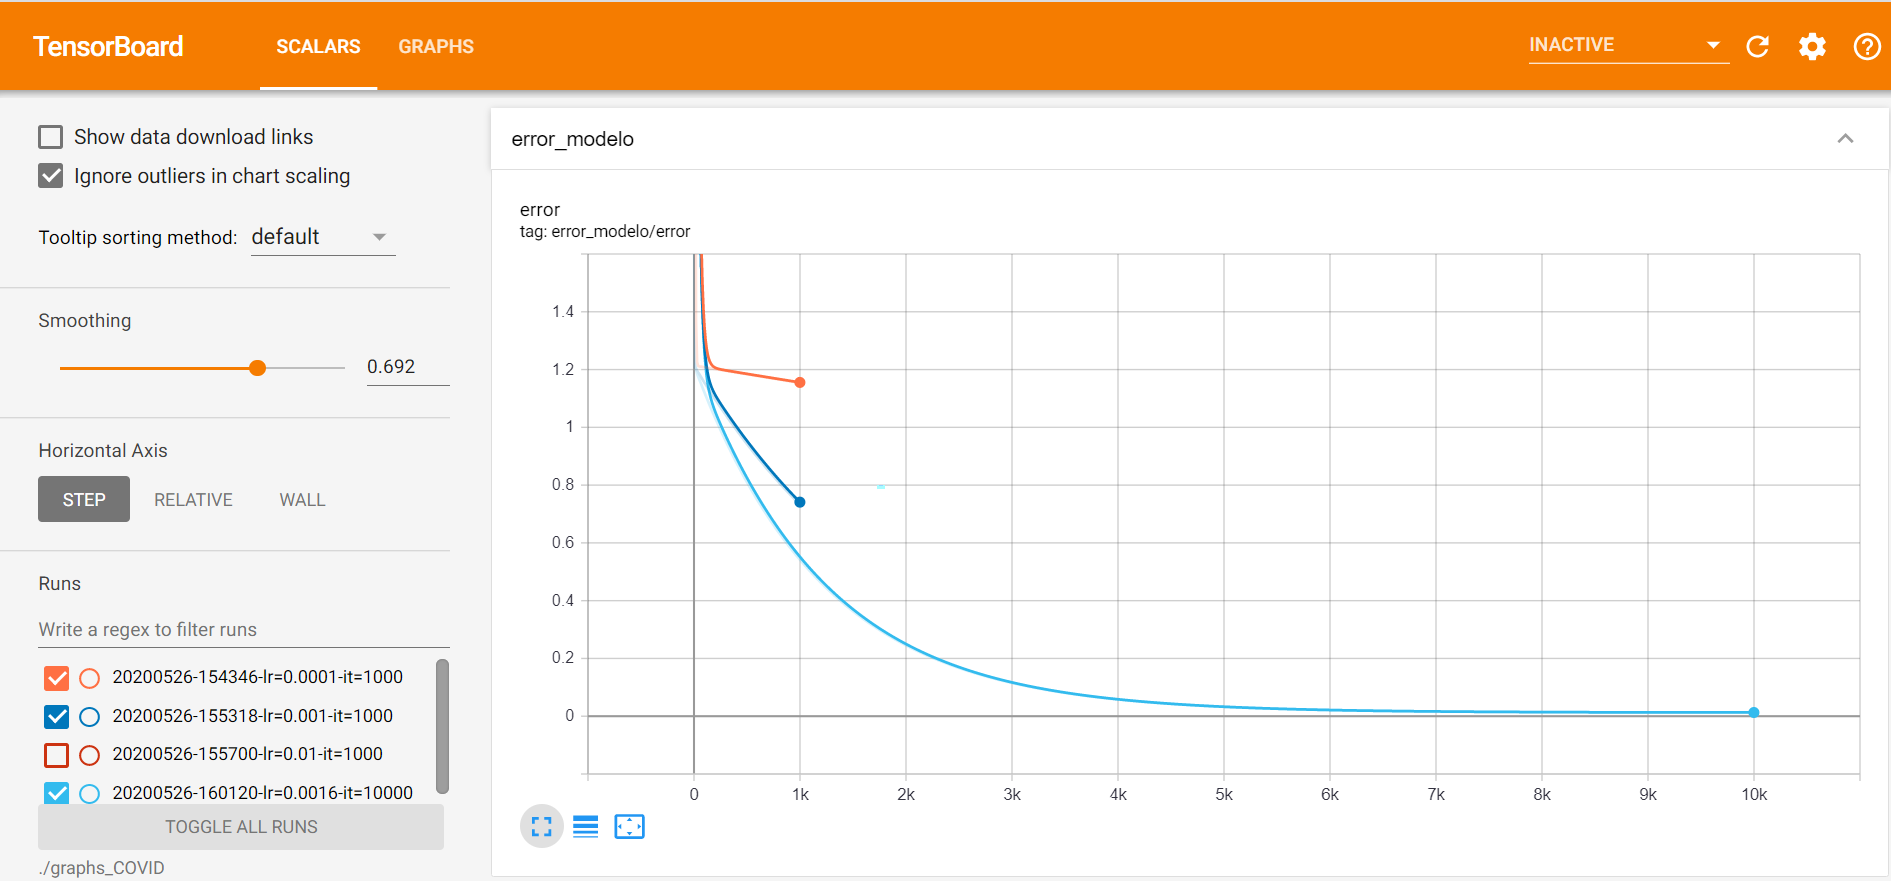 TensorBoard SCALARS GRAPHS INACTIVE
Show data download links
Ignore outliers in chart scaling
Tooltip sorting method: default
Smoothing
0.692
Horizontal Axis
STEP RELATIVE WALL
Runs
Write a regex to filter runs
20200526-154346-lr=0.0001-it=1000
20200526-155318-lr=0.001-it=1000
20200526-155700-lr=0.01-it=1000
20200526-160120-lr=0.0016-it=10000
TOGGLE ALL RUNS
./graphs_COVID
error_modelo
error
tag: error_modelo/error
1.4
1.2
1
0.8
0.6
0.4
0.2
0
0 1k 2k 3k 4k 5k 6k 7k 8k 9k 10k